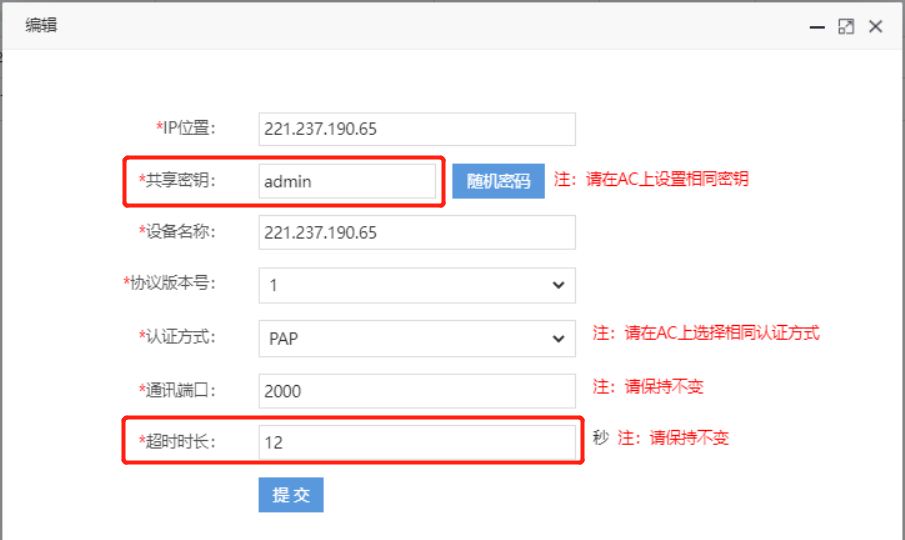 编辑
*IP位置： 221.237.190.65
*共享密钥： admin 随机密码 注：请在AC上设置相同密钥
*设备名称： 221.237.190.65
*协议版本号： 1
*认证方式： PAP 注：请在AC上选择相同认证方式
*通讯端口： 2000 注：请保持不变
*超时时长： 12 秒 注：请保持不变
提 交